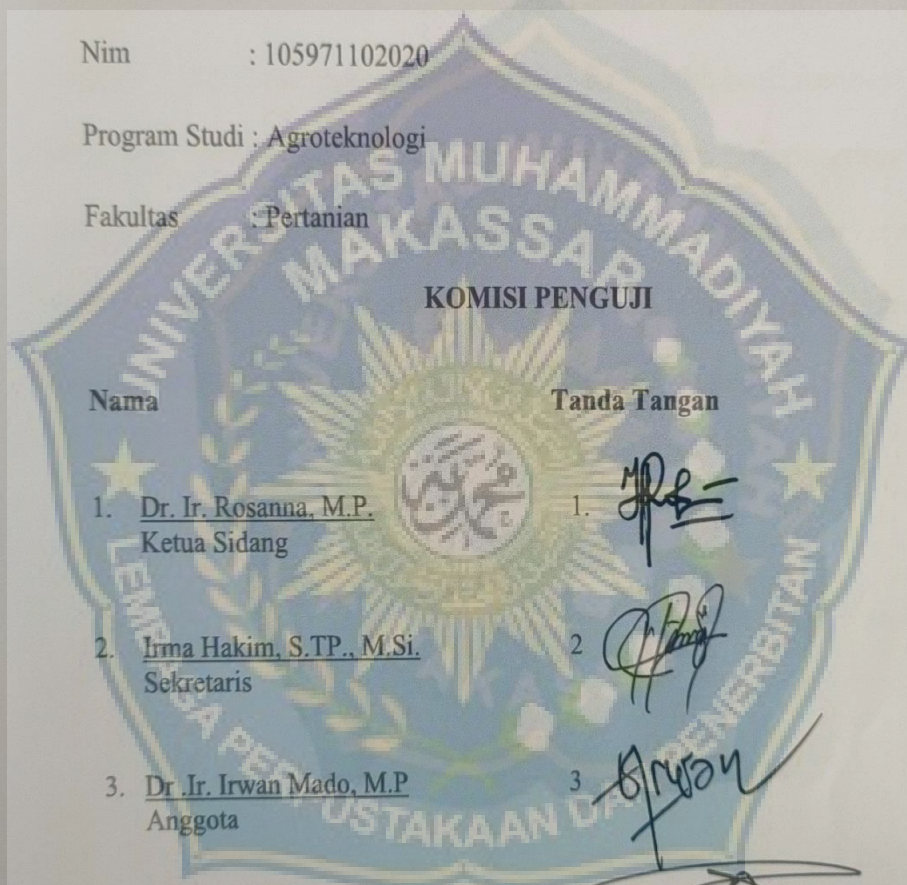 Nim : 105971102020
Program Studi : Agroteknologi
Fakultas : Pertanian
KOMISI PENGUJI
Nama Tanda Tangan
1. Dr. Ir. Rosanna, M.P. 1.
Ketua Sidang
2. Irma Hakim, S.TP., M.Si. 2
Sekretaris
3. Dr .Ir. Irwan Mado, M.P 3
Anggota
UNIVERSITAS MUHAMMADIYAH
MAKASSAR
LEMBAGA PERPUSTAKAAN DAN PENERBITAN